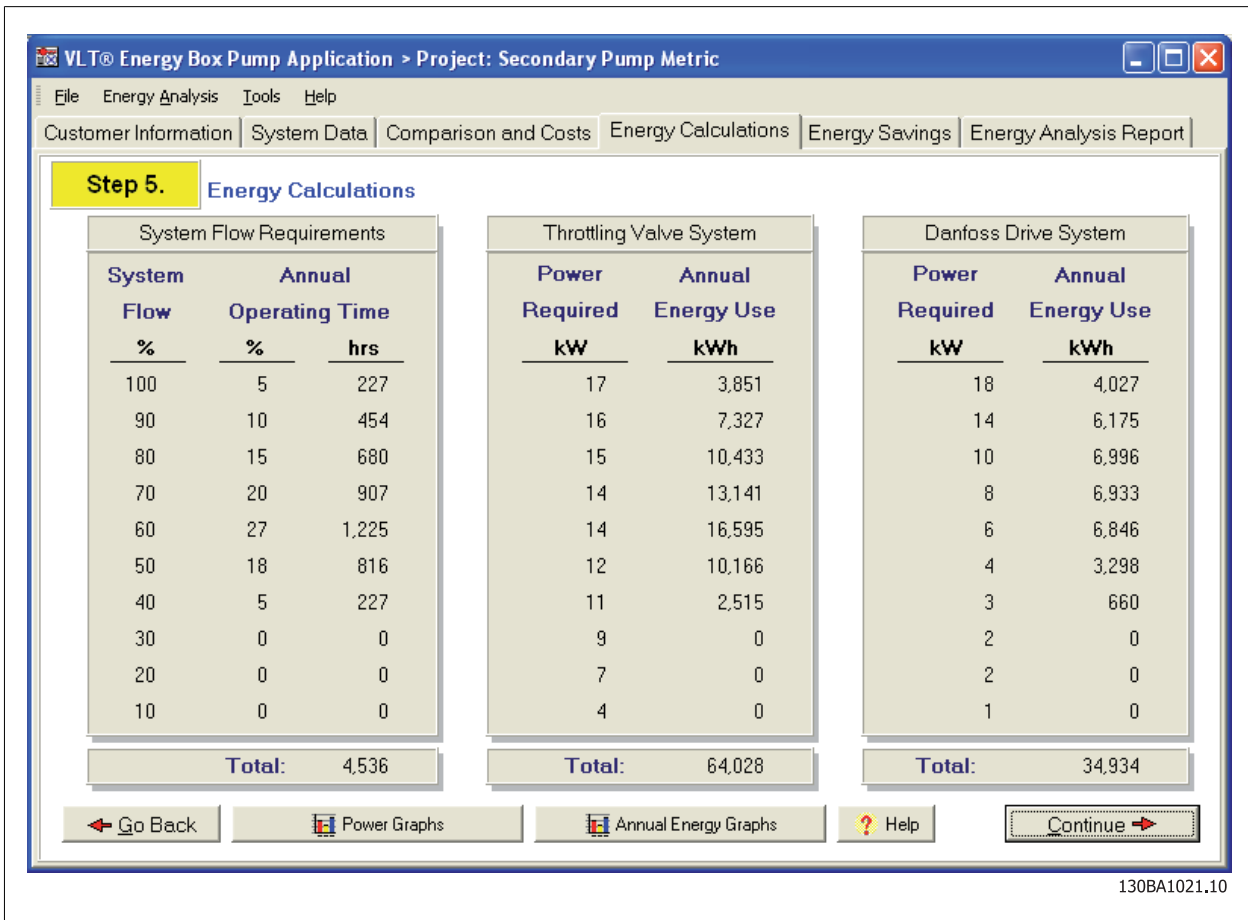 VLT® Energy Box Pump Application > Project: Secondary Pump Metric
File Energy Analysis Tools Help
Customer Information System Data Comparison and Costs Energy Calculations Energy Savings Energy Analysis Report
Step 5. Energy Calculations
System Flow Requirements Throttling Valve System Danfoss Drive System
System Annual Power Annual Power Annual
Flow Operating Time Required Energy Use Required Energy Use
% % hrs kW kWh kW kWh
100 5 227 17 3,851 18 4,027
90 10 454 16 7,327 14 6,175
80 15 680 15 10,433 10 6,996
70 20 907 14 13,141 8 6,933
60 27 1,225 14 16,595 6 6,846
50 18 816 12 10,166 4 3,298
40 5 227 11 2,515 3 660
30 0 0 9 0 2 0
20 0 0 7 0 2 0
10 0 0 4 0 1 0
Total: 4,536 Total: 64,028 Total: 34,934
Go Back Power Graphs Annual Energy Graphs ? Help Continue
130BA1021.10